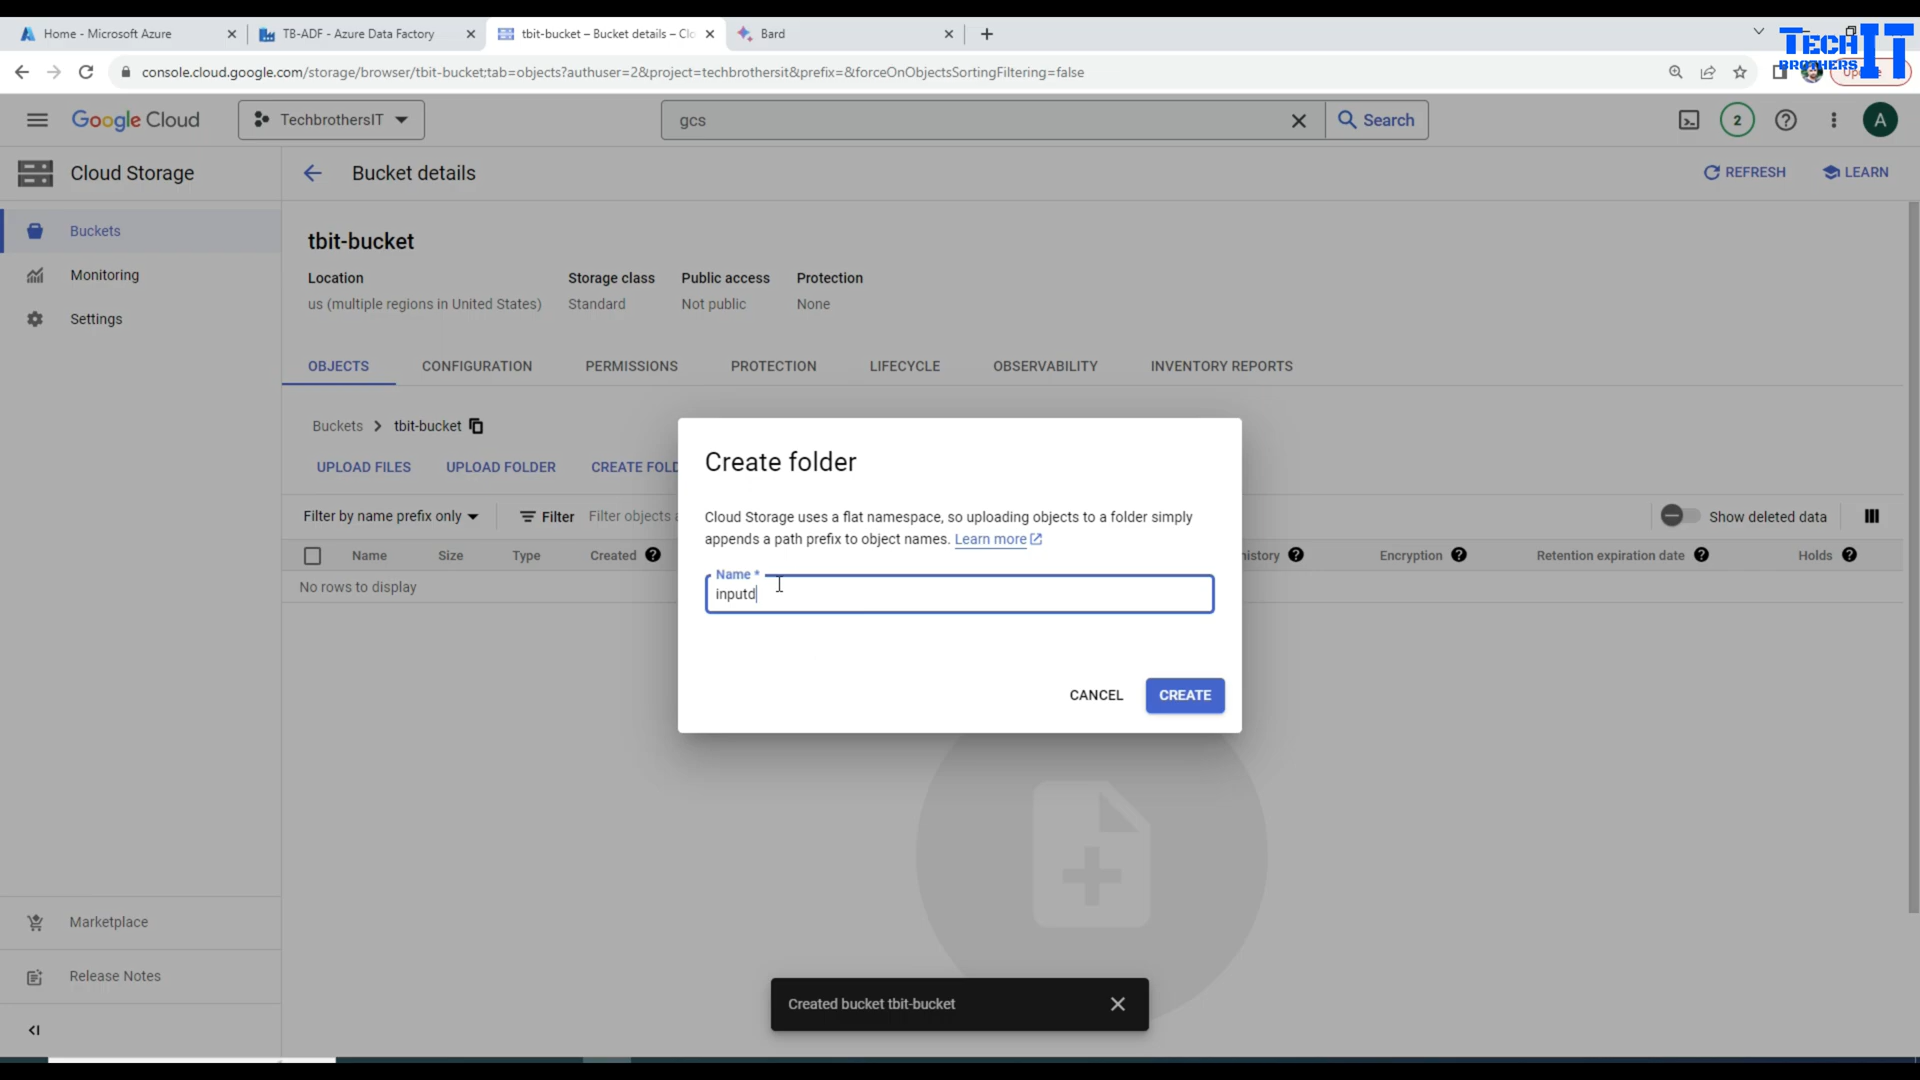 Home - Microsoft Azure
TB-ADF - Azure Data Factory
tbit-bucket – Bucket details – Clo
Bard
TECH IT
BROTHERS
console.cloud.google.com/storage/browser/tbit-bucket;tab=objects?authuser=2&project=techbrothersit&prefix=&forceOnObjectsSortingFiltering=false
Google Cloud
TechbrothersIT
gcs
Search
2
A
Cloud Storage
Bucket details
REFRESH
LEARN
Buckets
Monitoring
Settings
tbit-bucket
Location Storage class Public access Protection
us (multiple regions in United States) Standard Not public None
OBJECTS CONFIGURATION PERMISSIONS PROTECTION LIFECYCLE OBSERVABILITY INVENTORY REPORTS
Buckets > tbit-bucket
UPLOAD FILES UPLOAD FOLDER CREATE FOLD
Filter by name prefix only Filter Filter objects Show deleted data
Name Size Type Created history Encryption Retention expiration date Holds
No rows to display
Create folder
Cloud Storage uses a flat namespace, so uploading objects to a folder simply
appends a path prefix to object names. Learn more
Name *
inputd
CANCEL CREATE
Marketplace
Release Notes
Created bucket tbit-bucket